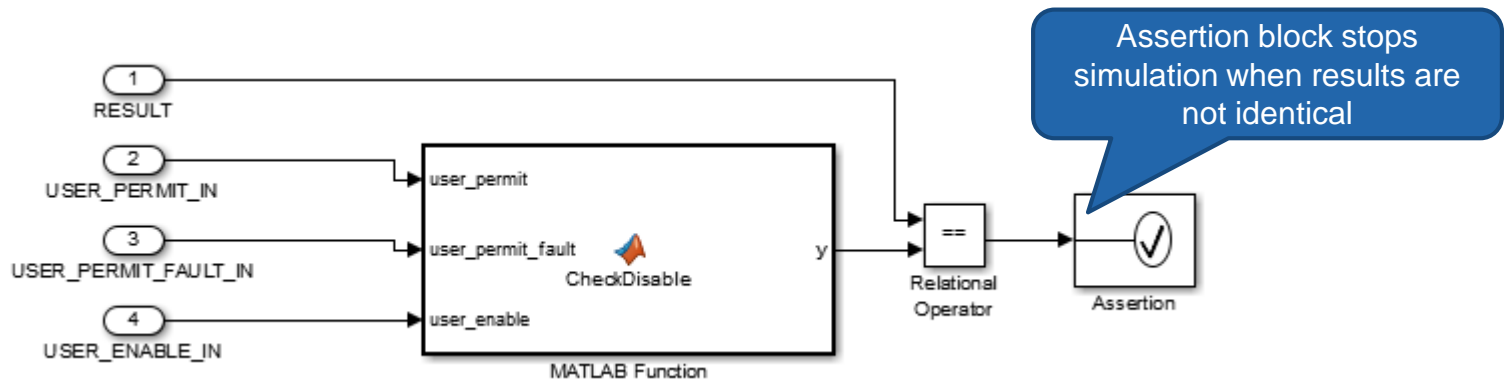 Assertion block stops
simulation when results are
not identical
1
RESULT
2
USER_PERMIT_IN
3
USER_PERMIT_FAULT_IN
4
USER_ENABLE_IN
user_permit
user_permit_fault
user_enable
CheckDisable
y
MATLAB Function
==
Relational
Operator
Assertion